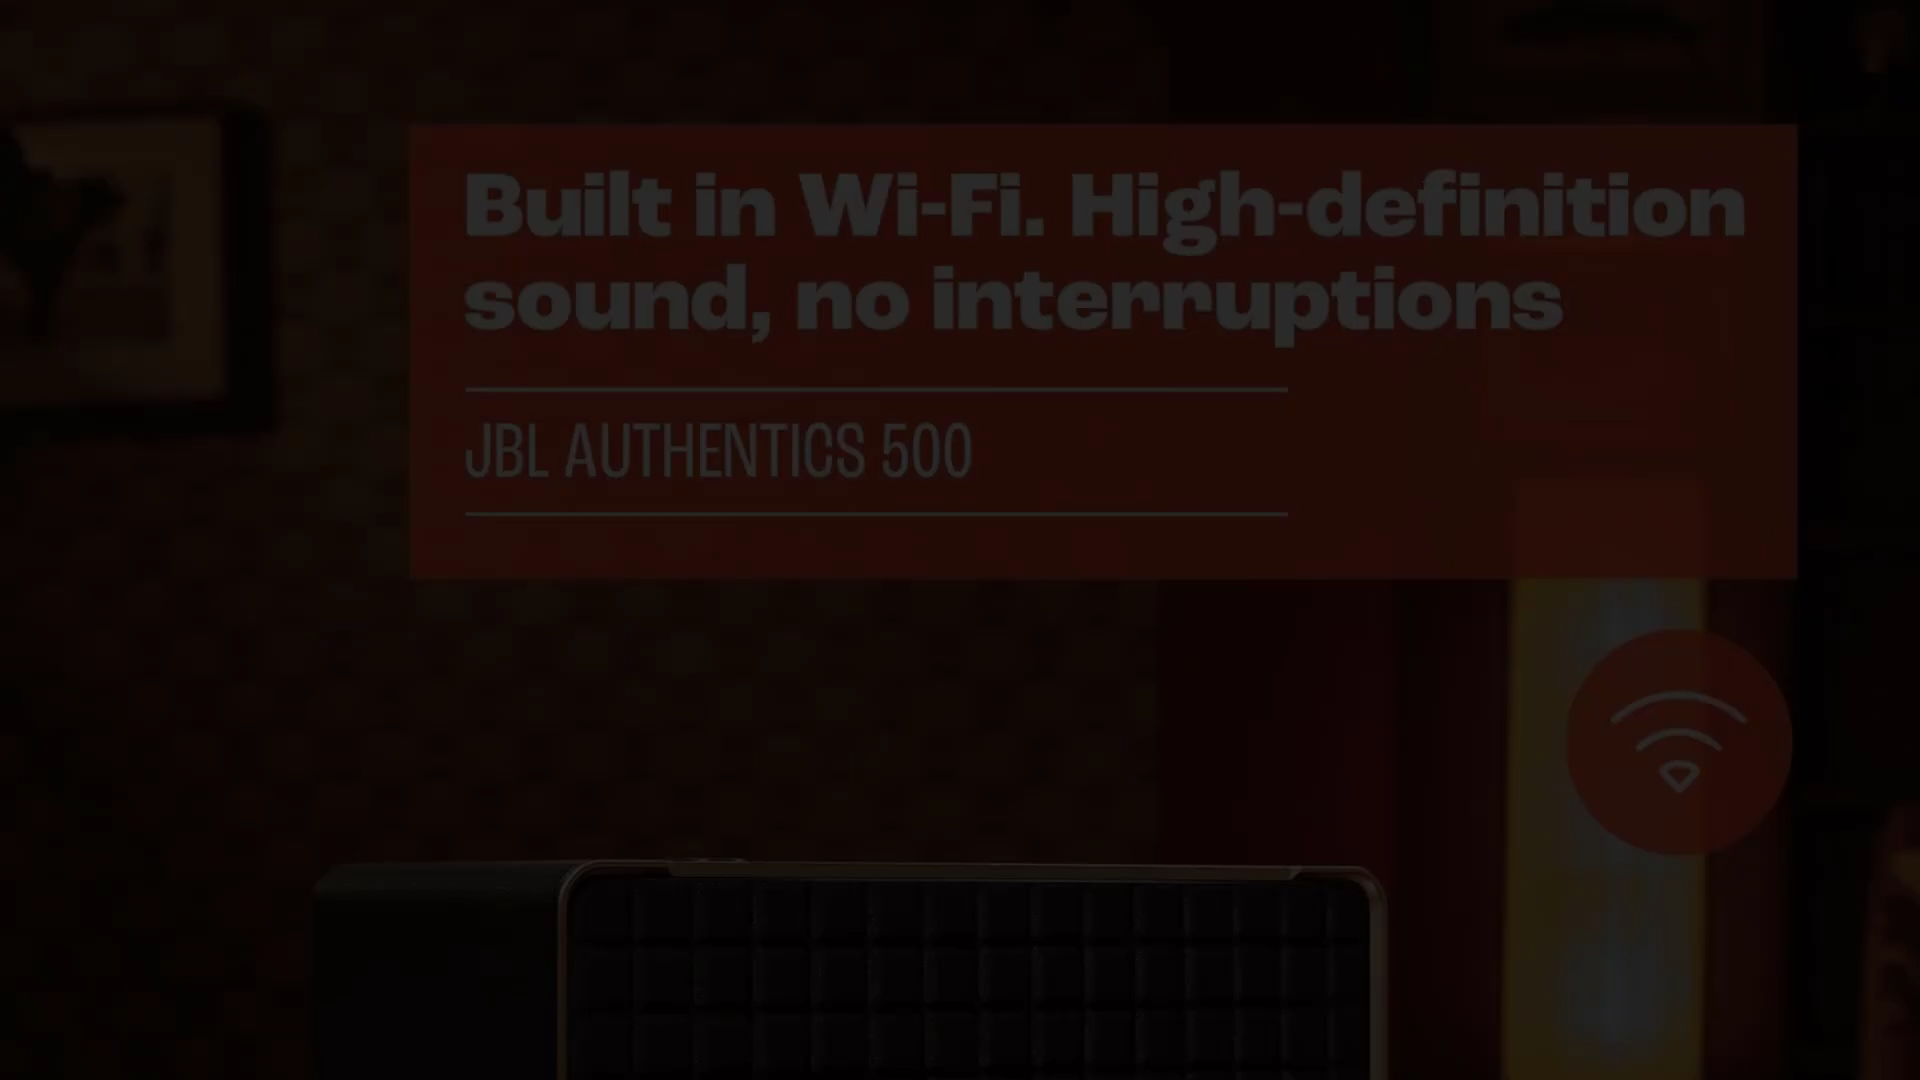 Built in Wi-Fi. High-definition
sound, no interruptions
JBL AUTHENTICS 500